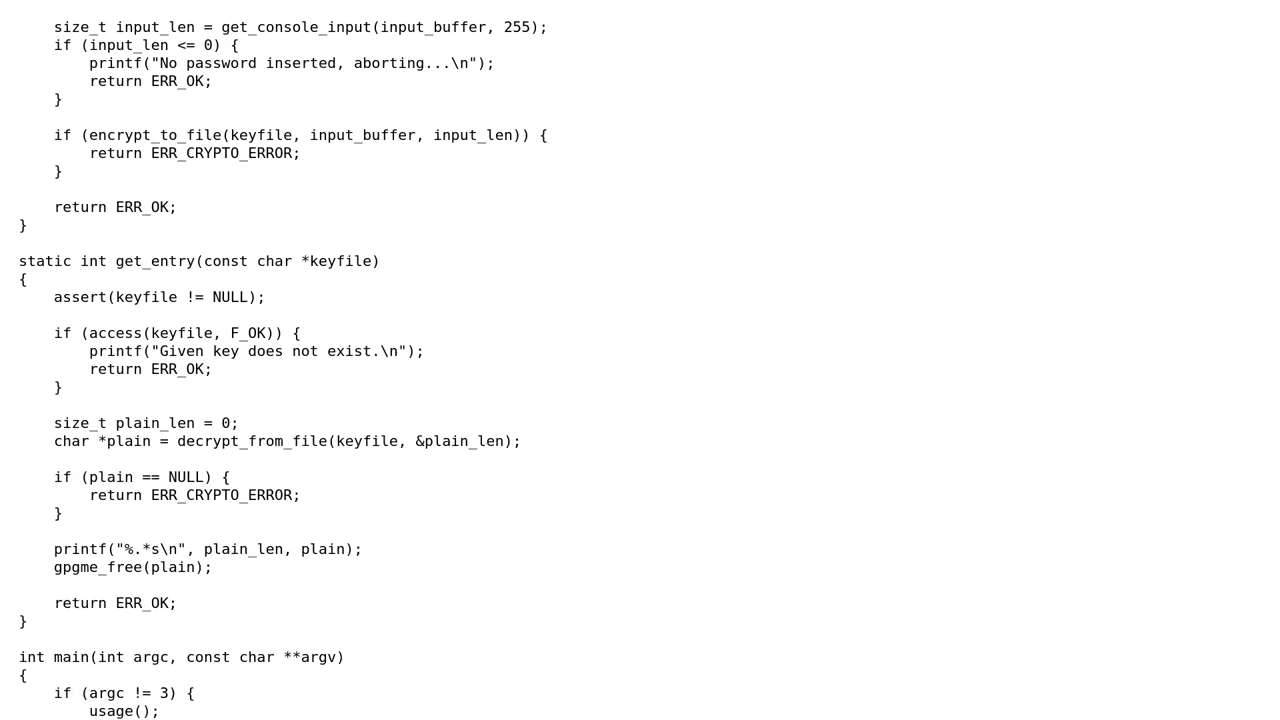 size_t input_len = get_console_input(input_buffer, 255);
    if (input_len <= 0) {
        printf("No password inserted, aborting...\n");
        return ERR_OK;
    }

    if (encrypt_to_file(keyfile, input_buffer, input_len)) {
        return ERR_CRYPTO_ERROR;
    }

    return ERR_OK;
}

static int get_entry(const char *keyfile)
{
    assert(keyfile != NULL);

    if (access(keyfile, F_OK)) {
        printf("Given key does not exist.\n");
        return ERR_OK;
    }

    size_t plain_len = 0;
    char *plain = decrypt_from_file(keyfile, &plain_len);

    if (plain == NULL) {
        return ERR_CRYPTO_ERROR;
    }

    printf("%.*s\n", plain_len, plain);
    gpgme_free(plain);

    return ERR_OK;
}

int main(int argc, const char **argv)
{
    if (argc != 3) {
        usage();